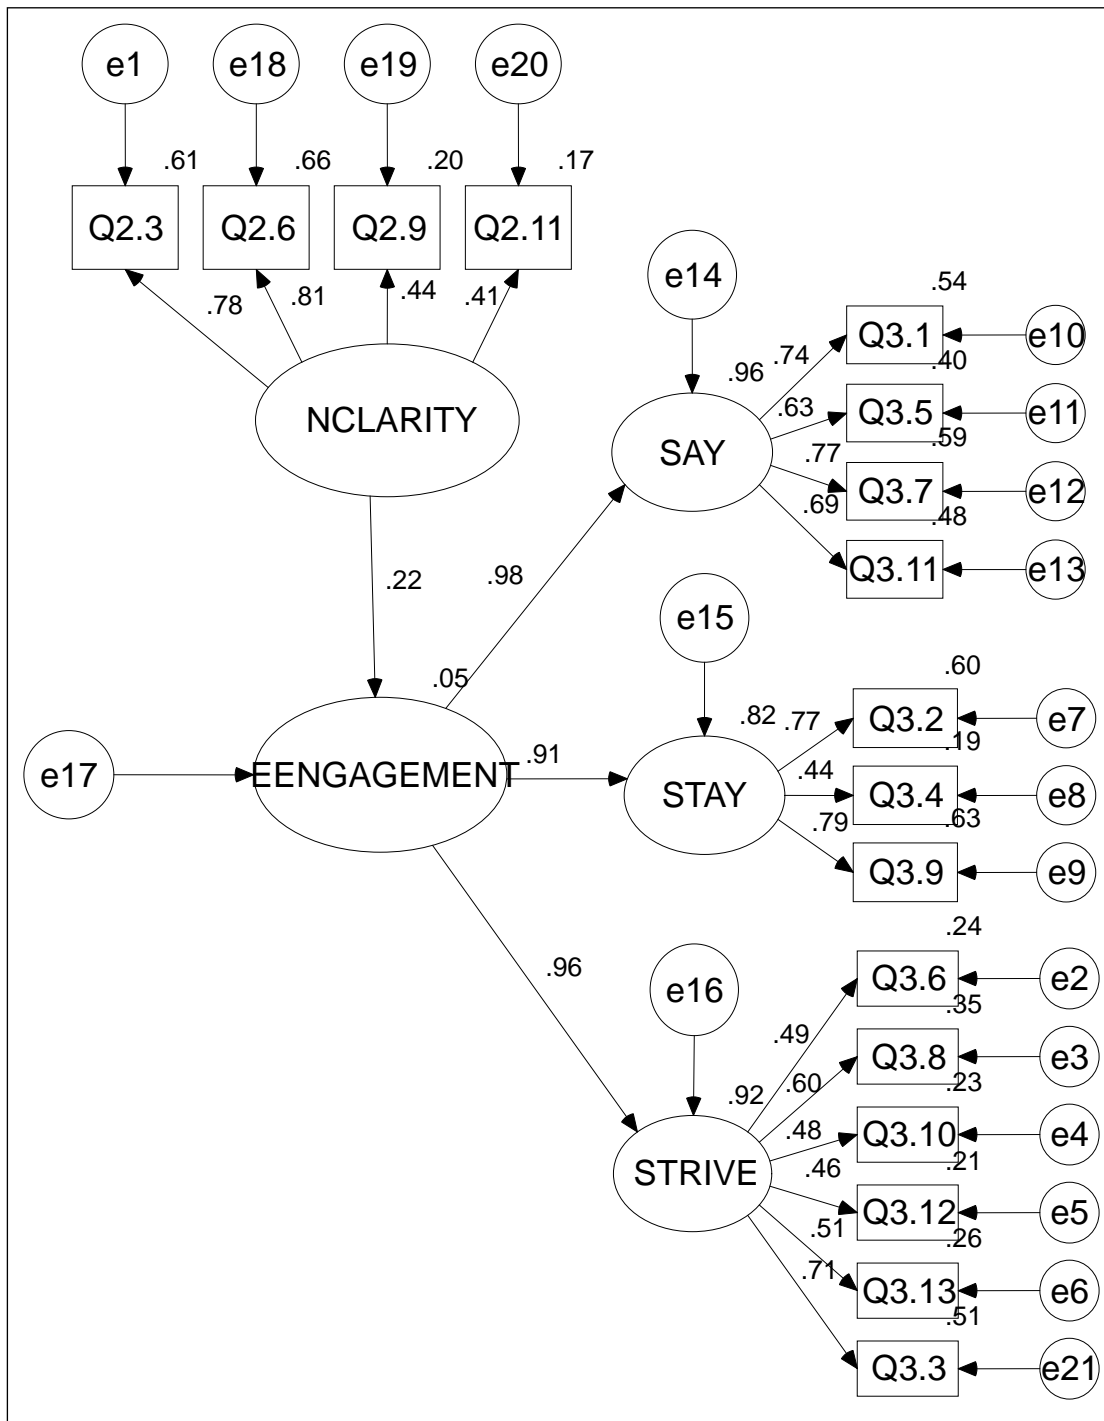 e1 e18 e19 e20
.61 .66 .20 .17
Q2.3 Q2.6 Q2.9 Q2.11
.78 .81 .44 .41
NCLARITY
.22
.98
.05
e17
EENGAGEMENT
.91
.96
e14
.96
SAY
.74
.63
.77
.69
.54
Q3.1 e10
.40
Q3.5 e11
.59
Q3.7 e12
.48
Q3.11 e13
e15
.82
STAY
.77
.44
.79
.60
Q3.2 e7
.19
Q3.4 e8
.63
Q3.9 e9
e16
.92
STRIVE
.49
.60
.48
.46
.51
.71
.24
Q3.6 e2
.35
Q3.8 e3
.23
Q3.10 e4
.21
Q3.12 e5
.26
Q3.13 e6
.51
Q3.3 e21